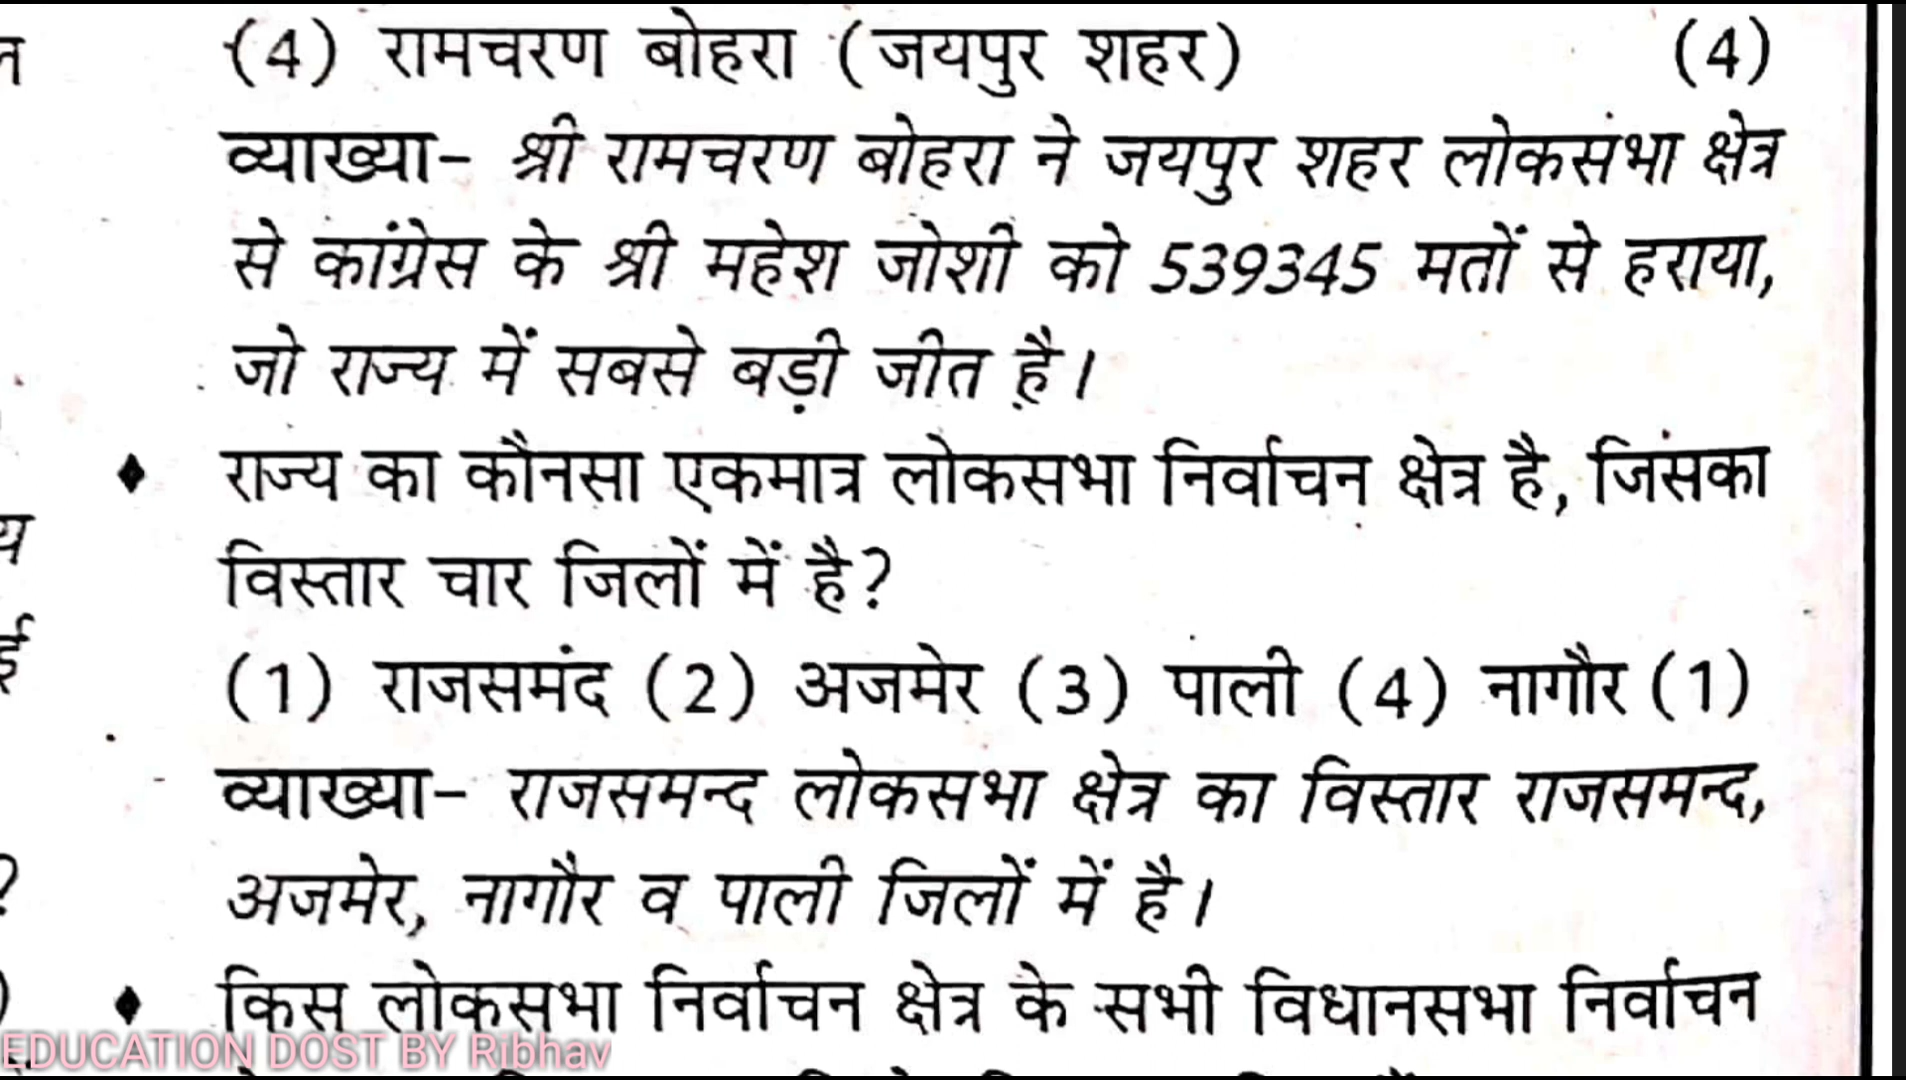 (4) रामचरण बोहरा (जयपुर शहर) (4)
व्याख्या- श्री रामचरण बोहरा ने जयपुर शहर लोकसभा क्षेत्र
से कांग्रेस के श्री महेश जोशी को 539345 मतों से हराया,
जो राज्य में सबसे बड़ी जीत है।
♦ राज्य का कौनसा एकमात्र लोकसभा निर्वाचन क्षेत्र है, जिसका
विस्तार चार जिलों में है?
(1) राजसमंद (2) अजमेर (3) पाली (4) नागौर (1)
व्याख्या- राजसमन्द लोकसभा क्षेत्र का विस्तार राजसमन्द,
अजमेर, नागौर व पाली जिलों में है।
♦ किस लोकसभा निर्वाचन क्षेत्र के सभी विधानसभा निर्वाचन
EDUCATION DOST BY Ribhav